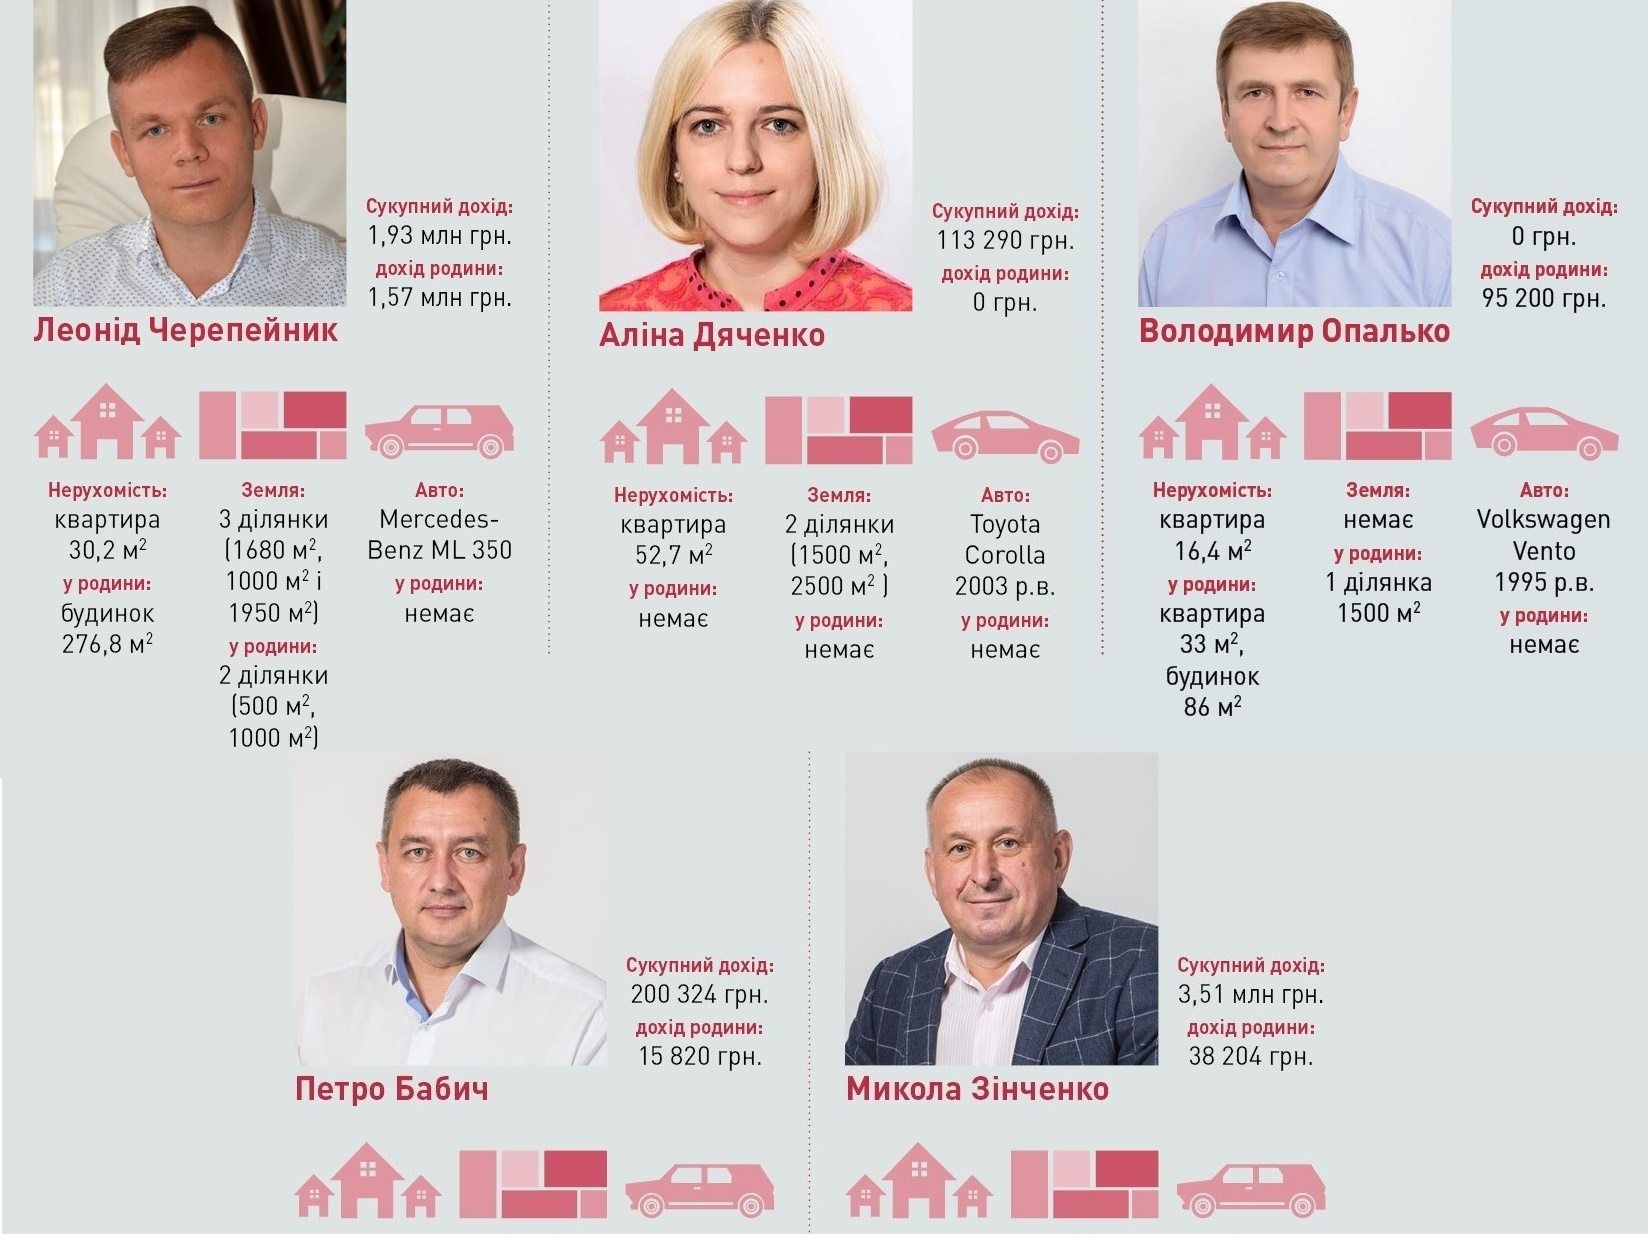 Сукупний дохід:
1,93 млн грн.
дохід родини:
1,57 млн грн.
Леонід Черепейник
Нерухомість:
квартира
30,2 м²
у родини:
будинок
276,8 м²
Земля:
3 ділянки
(1680 м²,
1000 м² і
1950 м²)
у родини:
2 ділянки
(500 м²,
1000 м²)
Авто:
Mercedes-
Benz ML 350
у родини:
немає
Сукупний дохід:
113 290 грн.
дохід родини:
0 грн.
Аліна Дяченко
Нерухомість:
квартира
52,7 м²
у родини:
немає
Земля:
2 ділянки
(1500 м²,
2500 м² )
у родини:
немає
Авто:
Toyota
Corolla
2003 р.в.
у родини:
немає
Сукупний дохід:
0 грн.
дохід родини:
95 200 грн.
Володимир Опалько
Нерухомість:
квартира
16,4 м²
у родини:
квартира
33 м²,
будинок
86 м²
Земля:
немає
у родини:
1 ділянка
1500 м²
Авто:
Volkswagen
Vento
1995 р.в.
у родини:
немає
Сукупний дохід:
200 324 грн.
дохід родини:
15 820 грн.
Петро Бабич
Сукупний дохід:
3,51 млн грн.
дохід родини:
38 204 грн.
Микола Зінченко